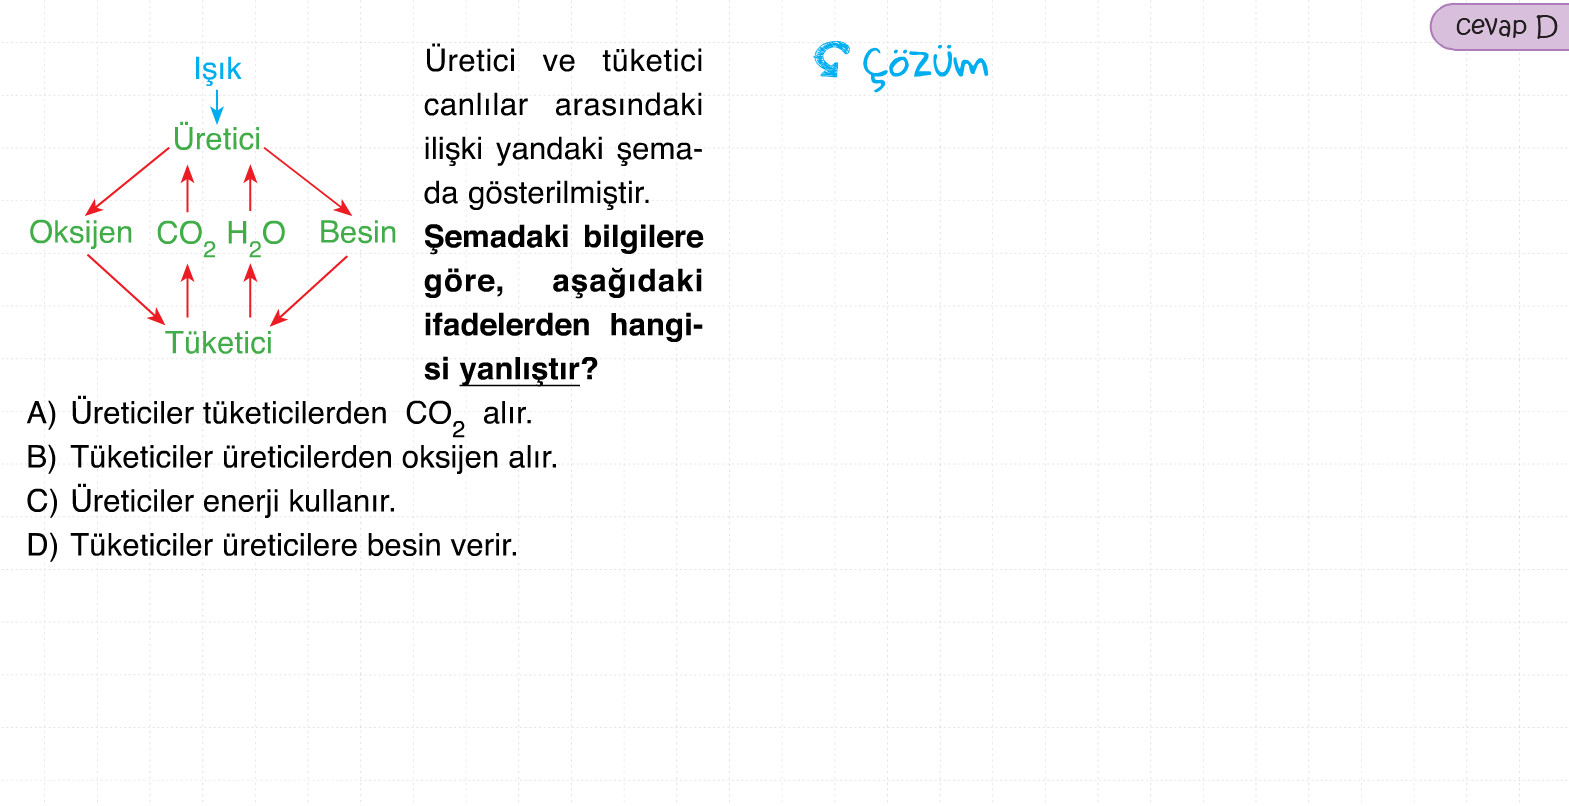 cevap D
Işık
Üretici
Oksijen CO₂ H₂O Besin
Tüketici
Üretici ve tüketici
canlılar arasındaki
ilişki yandaki şema-
da gösterilmiştir.
Şemadaki bilgilere
göre, aşağıdaki
ifadelerden hangi-
si yanlıştır?
A) Üreticiler tüketicilerden CO₂ alır.
B) Tüketiciler üreticilerden oksijen alır.
C) Üreticiler enerji kullanır.
D) Tüketiciler üreticilere besin verir.
Çözüm